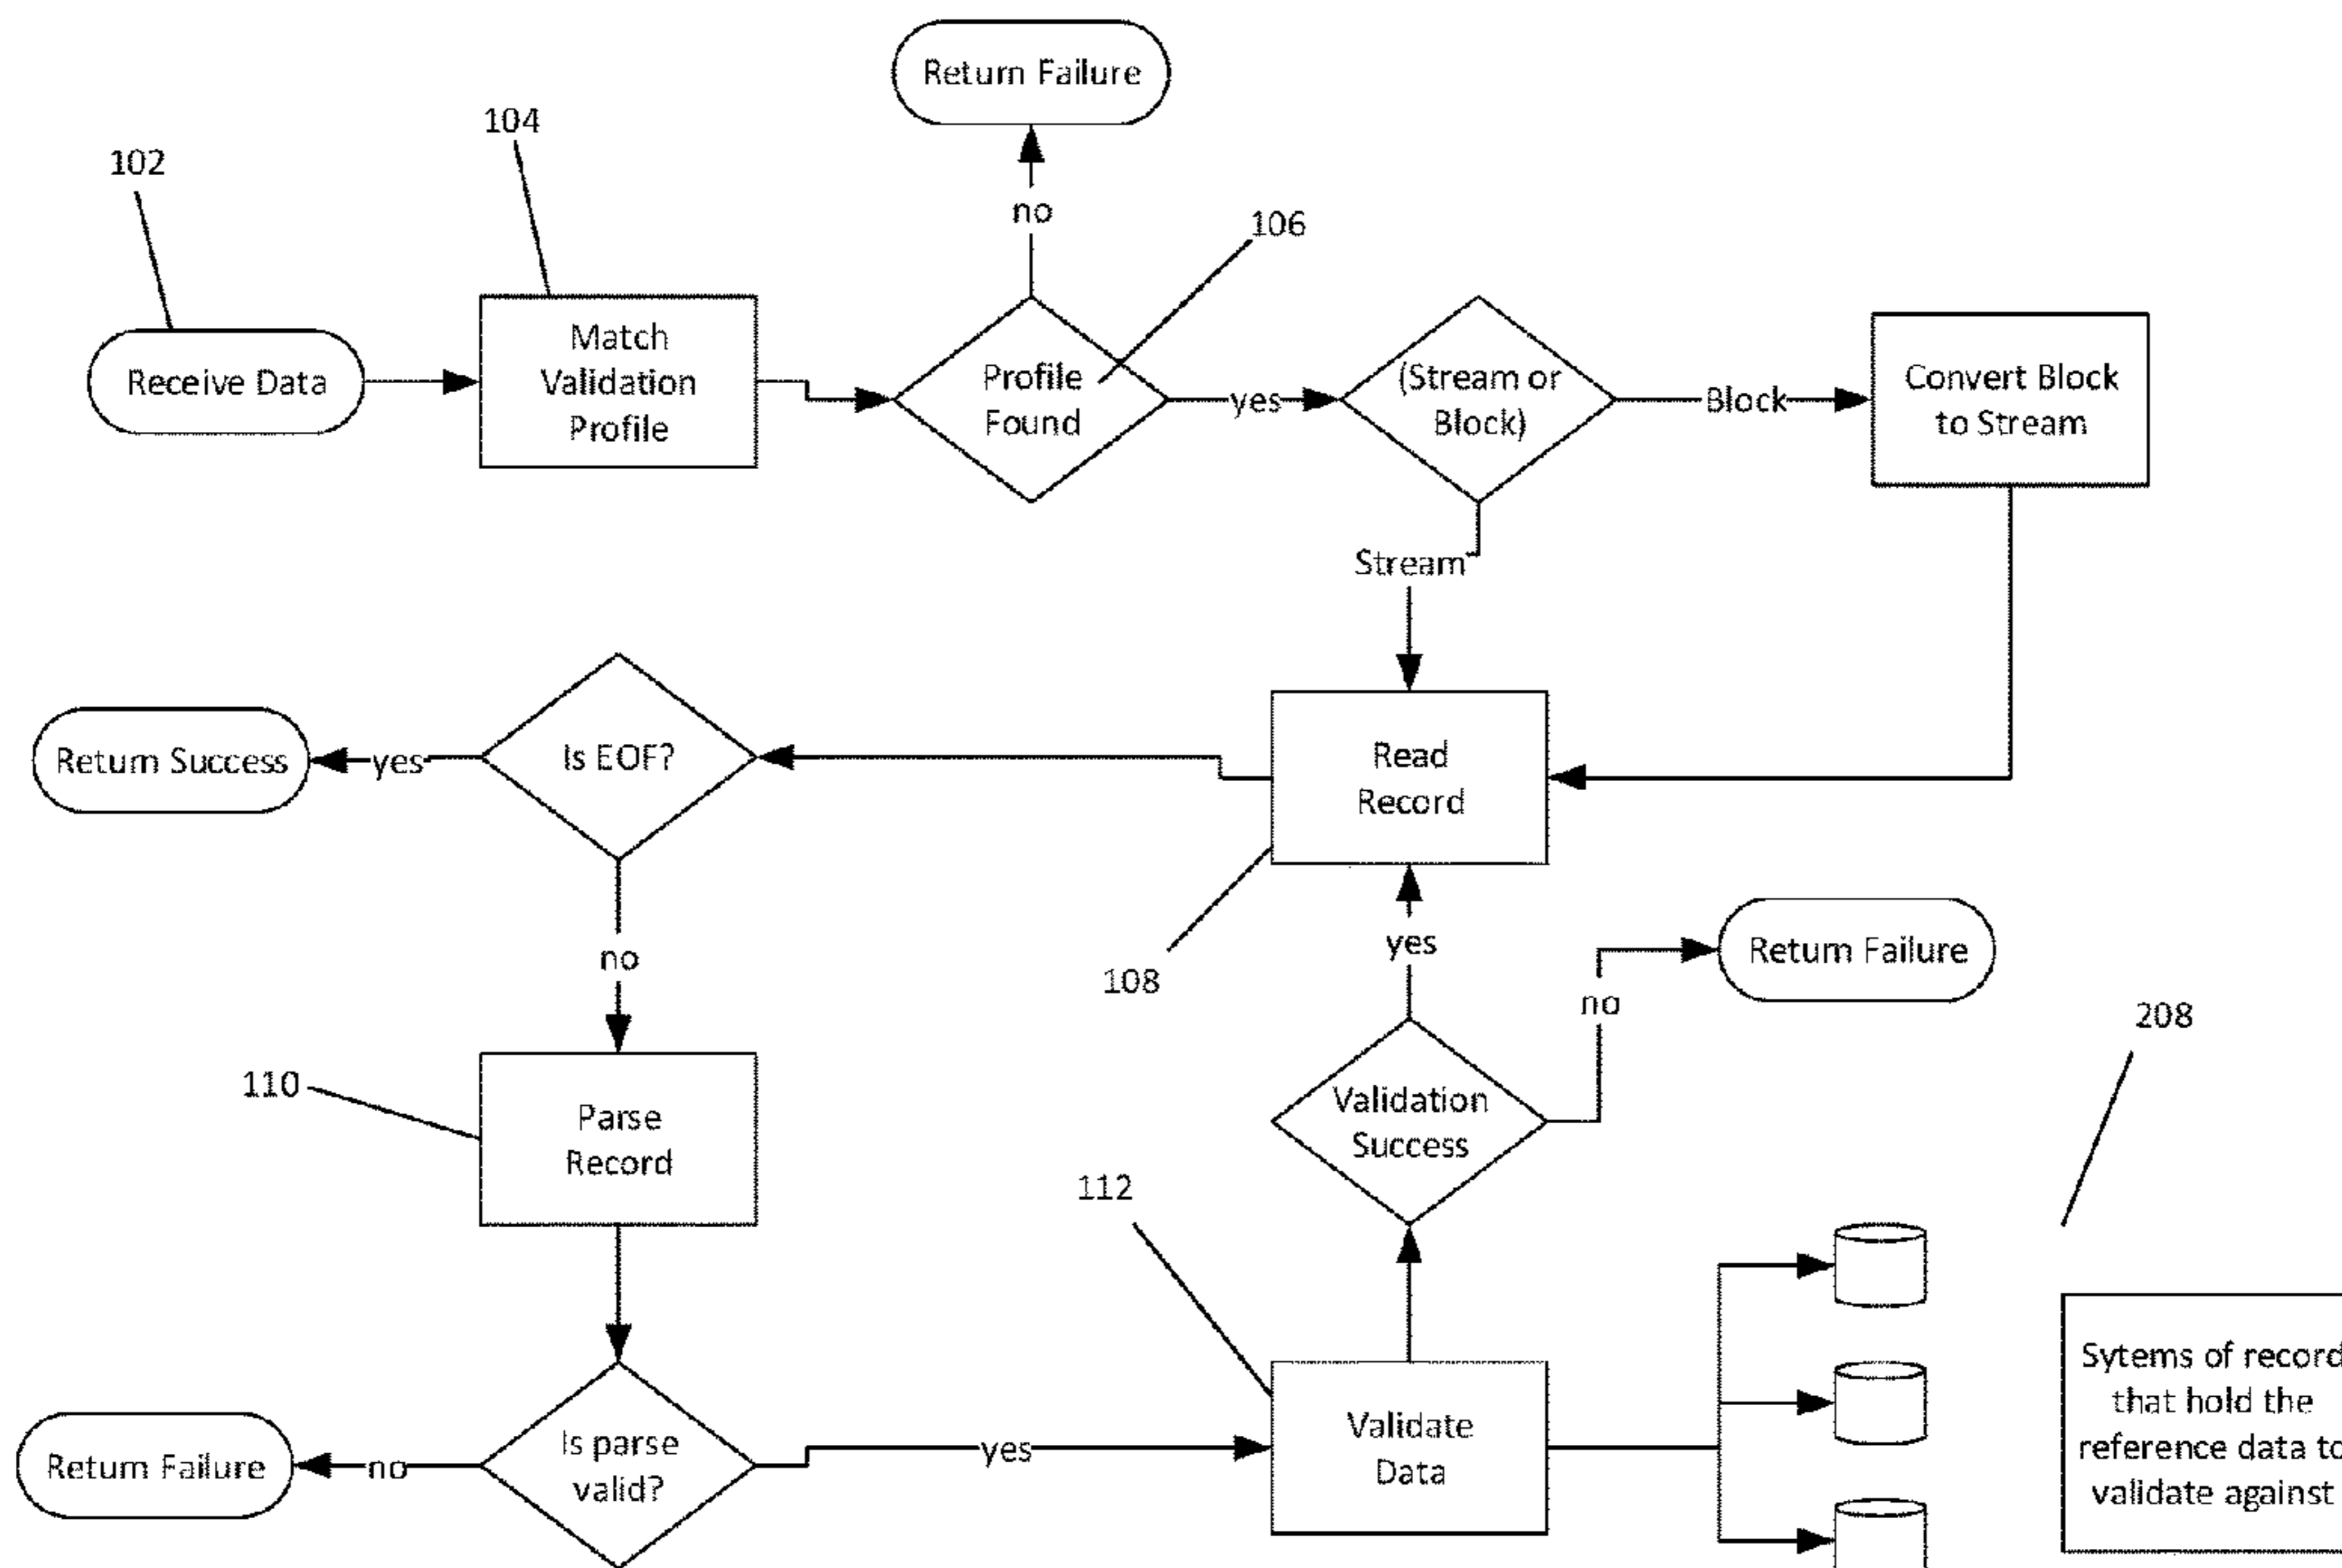 Return Failure
104
102
no
106
Match
Validation
Profile
Receive Data
Profile
Found
yes
(Stream or
Block)
Block
Convert Block
to Stream
Stream
Return Success
yes
Is EOF?
Read
Record
no
108
yes
no
Return Failure
208
110
Parse
Record
Validation
Success
112
Return Failure
no
Is parse
valid?
yes
Validate
Data
Sytems of record
that hold the
reference data to
validate against